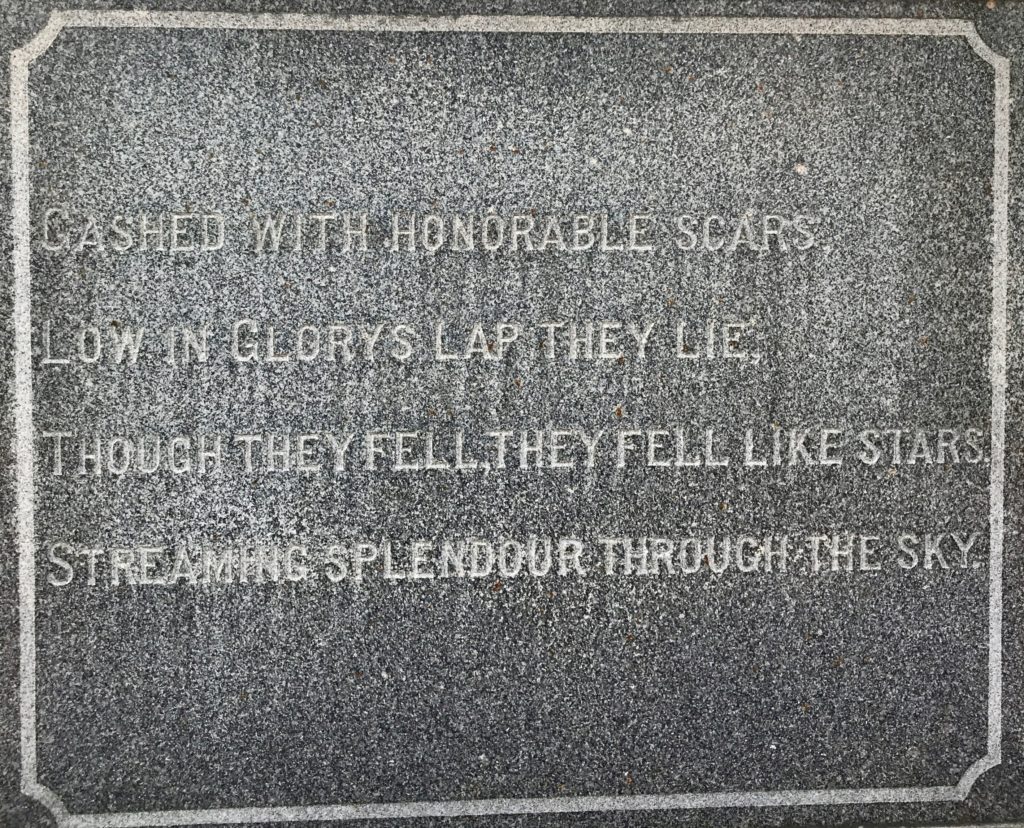 GASHED WITH HONORABLE SCARS,
LOW IN GLORYS LAP THEY LIE,
THOUGH THEY FELL, THEY FELL LIKE STARS,
STREAMING SPLENDOUR THROUGH THE SKY.